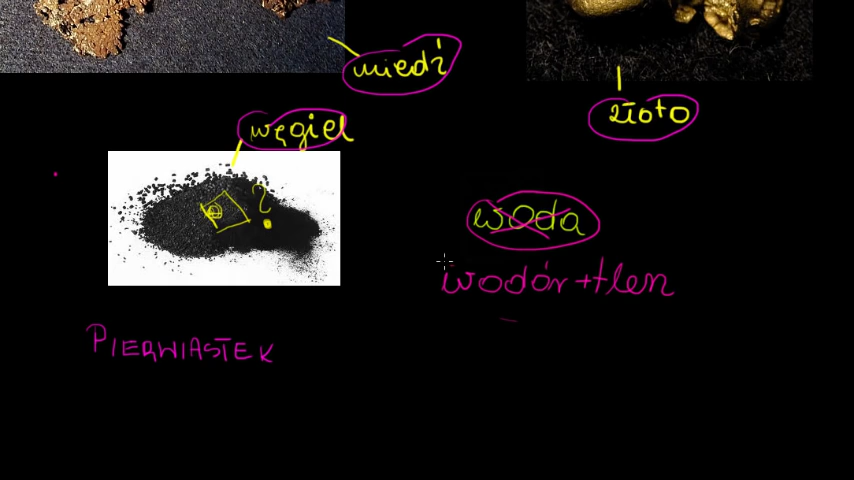 miedź
złoto
węgiel
?
woda
wodór + tlen
PIERWIASTEK